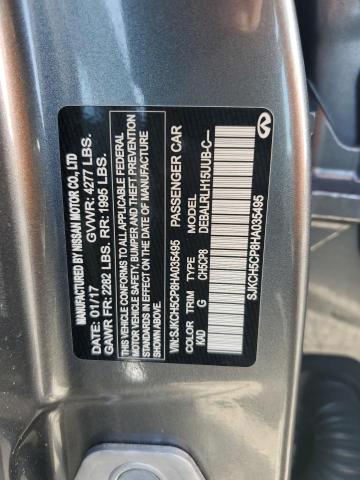 MANUFACTURED BY NISSAN MOTOR CO., LTD
DATE: 01/17 GVWR: 4277 LBS.
GAWR FR: 2282 LBS. RR: 1995 LBS.
THIS VEHICLE CONFORMS TO ALL APPLICABLE FEDERAL
MOTOR VEHICLE SAFETY, BUMPER AND THEFT PREVENTION
STANDARDS IN EFFECT ON THE DATE OF MANUFACTURE
SHOWN ABOVE.
VIN: SJKCH5CP8HA035495 PASSENGER CAR
COLOR TRIM TYPE DEBALRLH15UUB-C--
KAD G CH5CP8
SJKCH5CP8HA035495